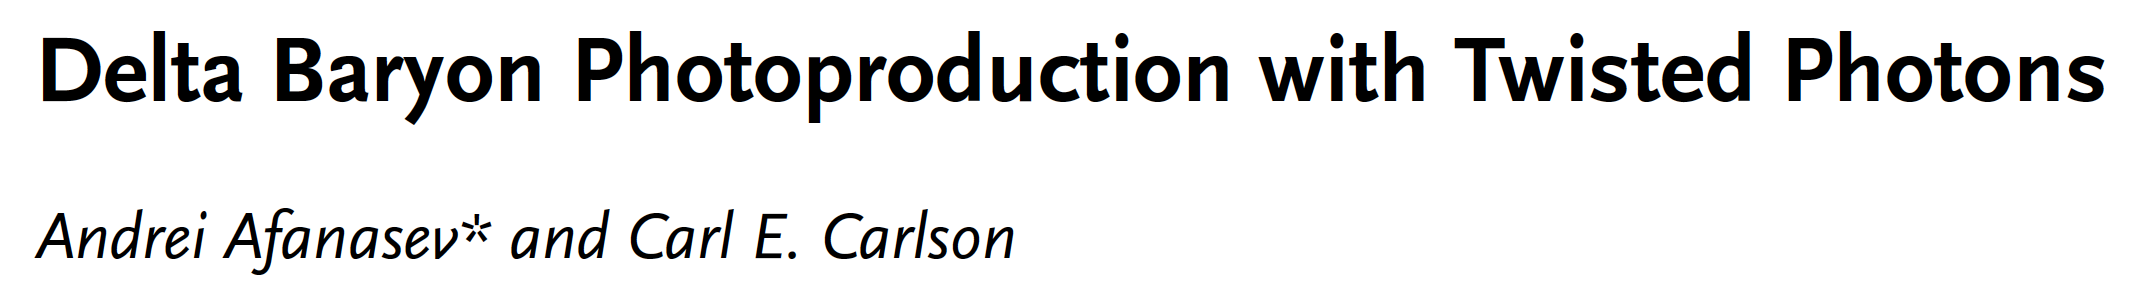 Delta Baryon Photoproduction with Twisted Photons
Andrei Afanasev* and Carl E. Carlson